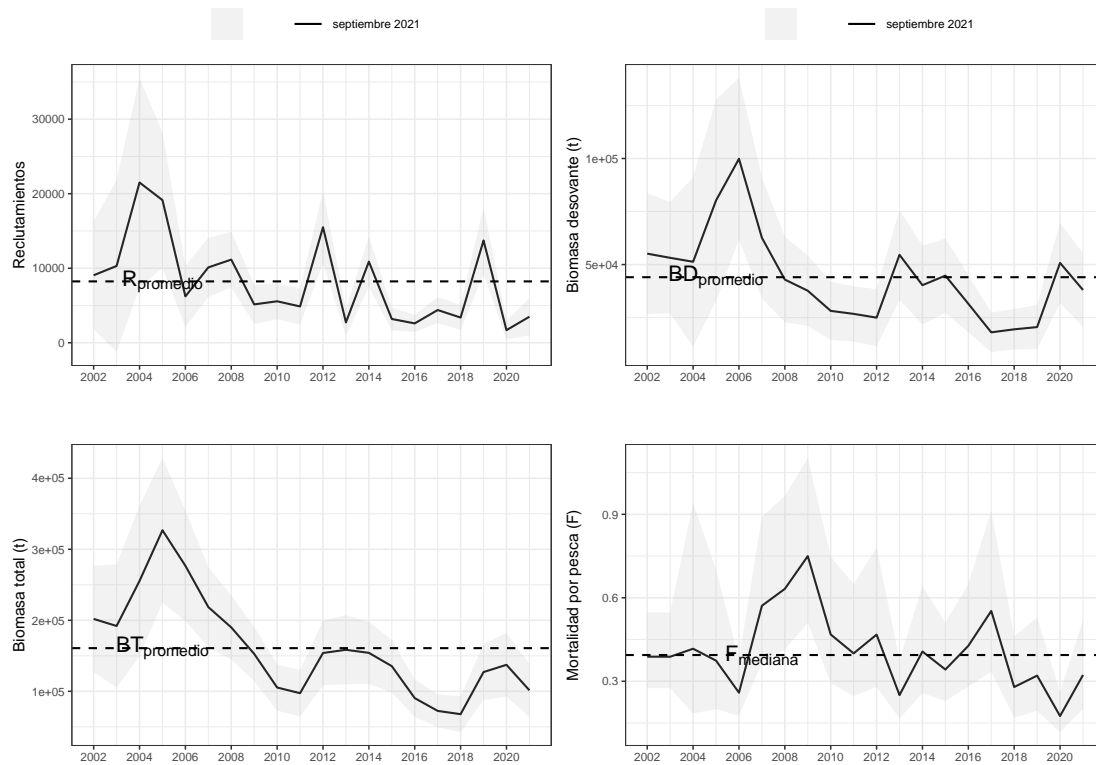 septiembre 2021
septiembre 2021
Reclutamientos
30000
20000
10000
0
Rpromedio
2002 2004 2006 2008 2010 2012 2014 2016 2018 2020
Biomasa desovante (t)
1e+05
5e+04
BDpromedio
2002 2004 2006 2008 2010 2012 2014 2016 2018 2020
Biomasa total (t)
4e+05
3e+05
2e+05
1e+05
BTpromedio
2002 2004 2006 2008 2010 2012 2014 2016 2018 2020
Mortalidad por pesca (F)
0.9
0.6
0.3
Fmediana
2002 2004 2006 2008 2010 2012 2014 2016 2018 2020